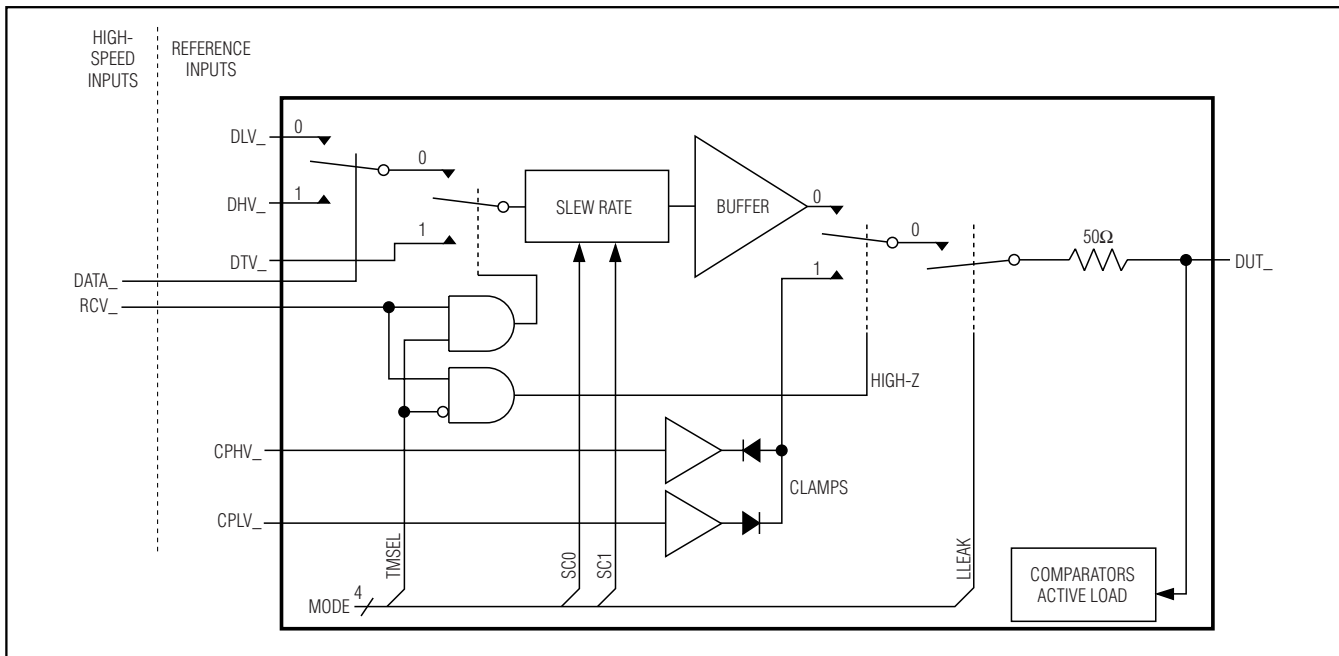 HIGH-
SPEED
INPUTS
REFERENCE
INPUTS
DLV_
0
0
DHV_
1
1
DTV_
DATA_
RCV_
SLEW RATE
BUFFER
0
0
1
50Ω
DUT_
HIGH-Z
CPHV_
CLAMPS
CPLV_
TMSEL
SC0
SC1
LLEAK
MODE
4
COMPARATORS
ACTIVE LOAD